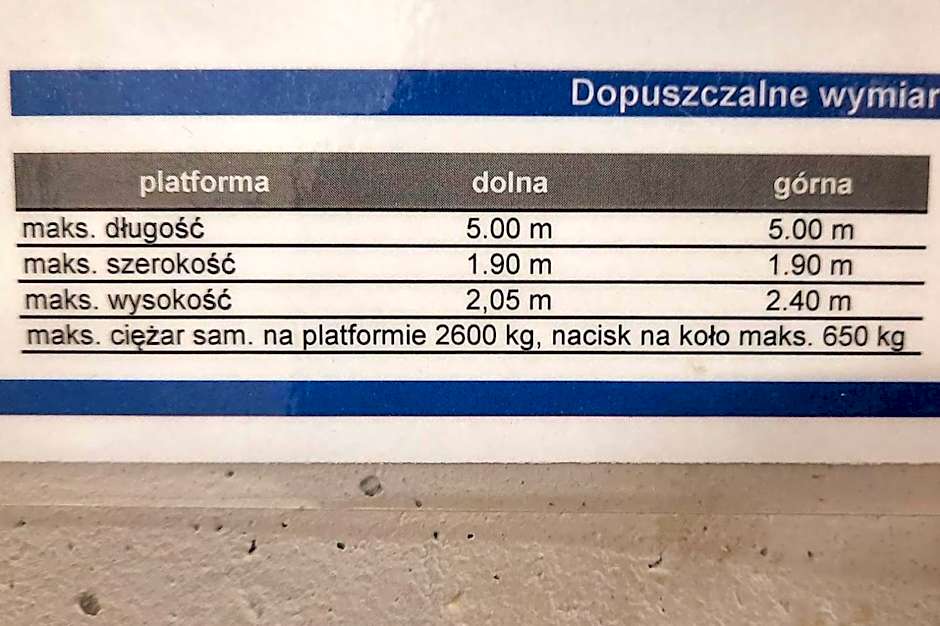 Dopuszczalne wymiar
platforma dolna górna
maks. długość 5.00 m 5.00 m
maks. szerokość 1.90 m 1.90 m
maks. wysokość 2,05 m 2.40 m
maks. ciężar sam. na platformie 2600 kg, nacisk na koło maks. 650 kg